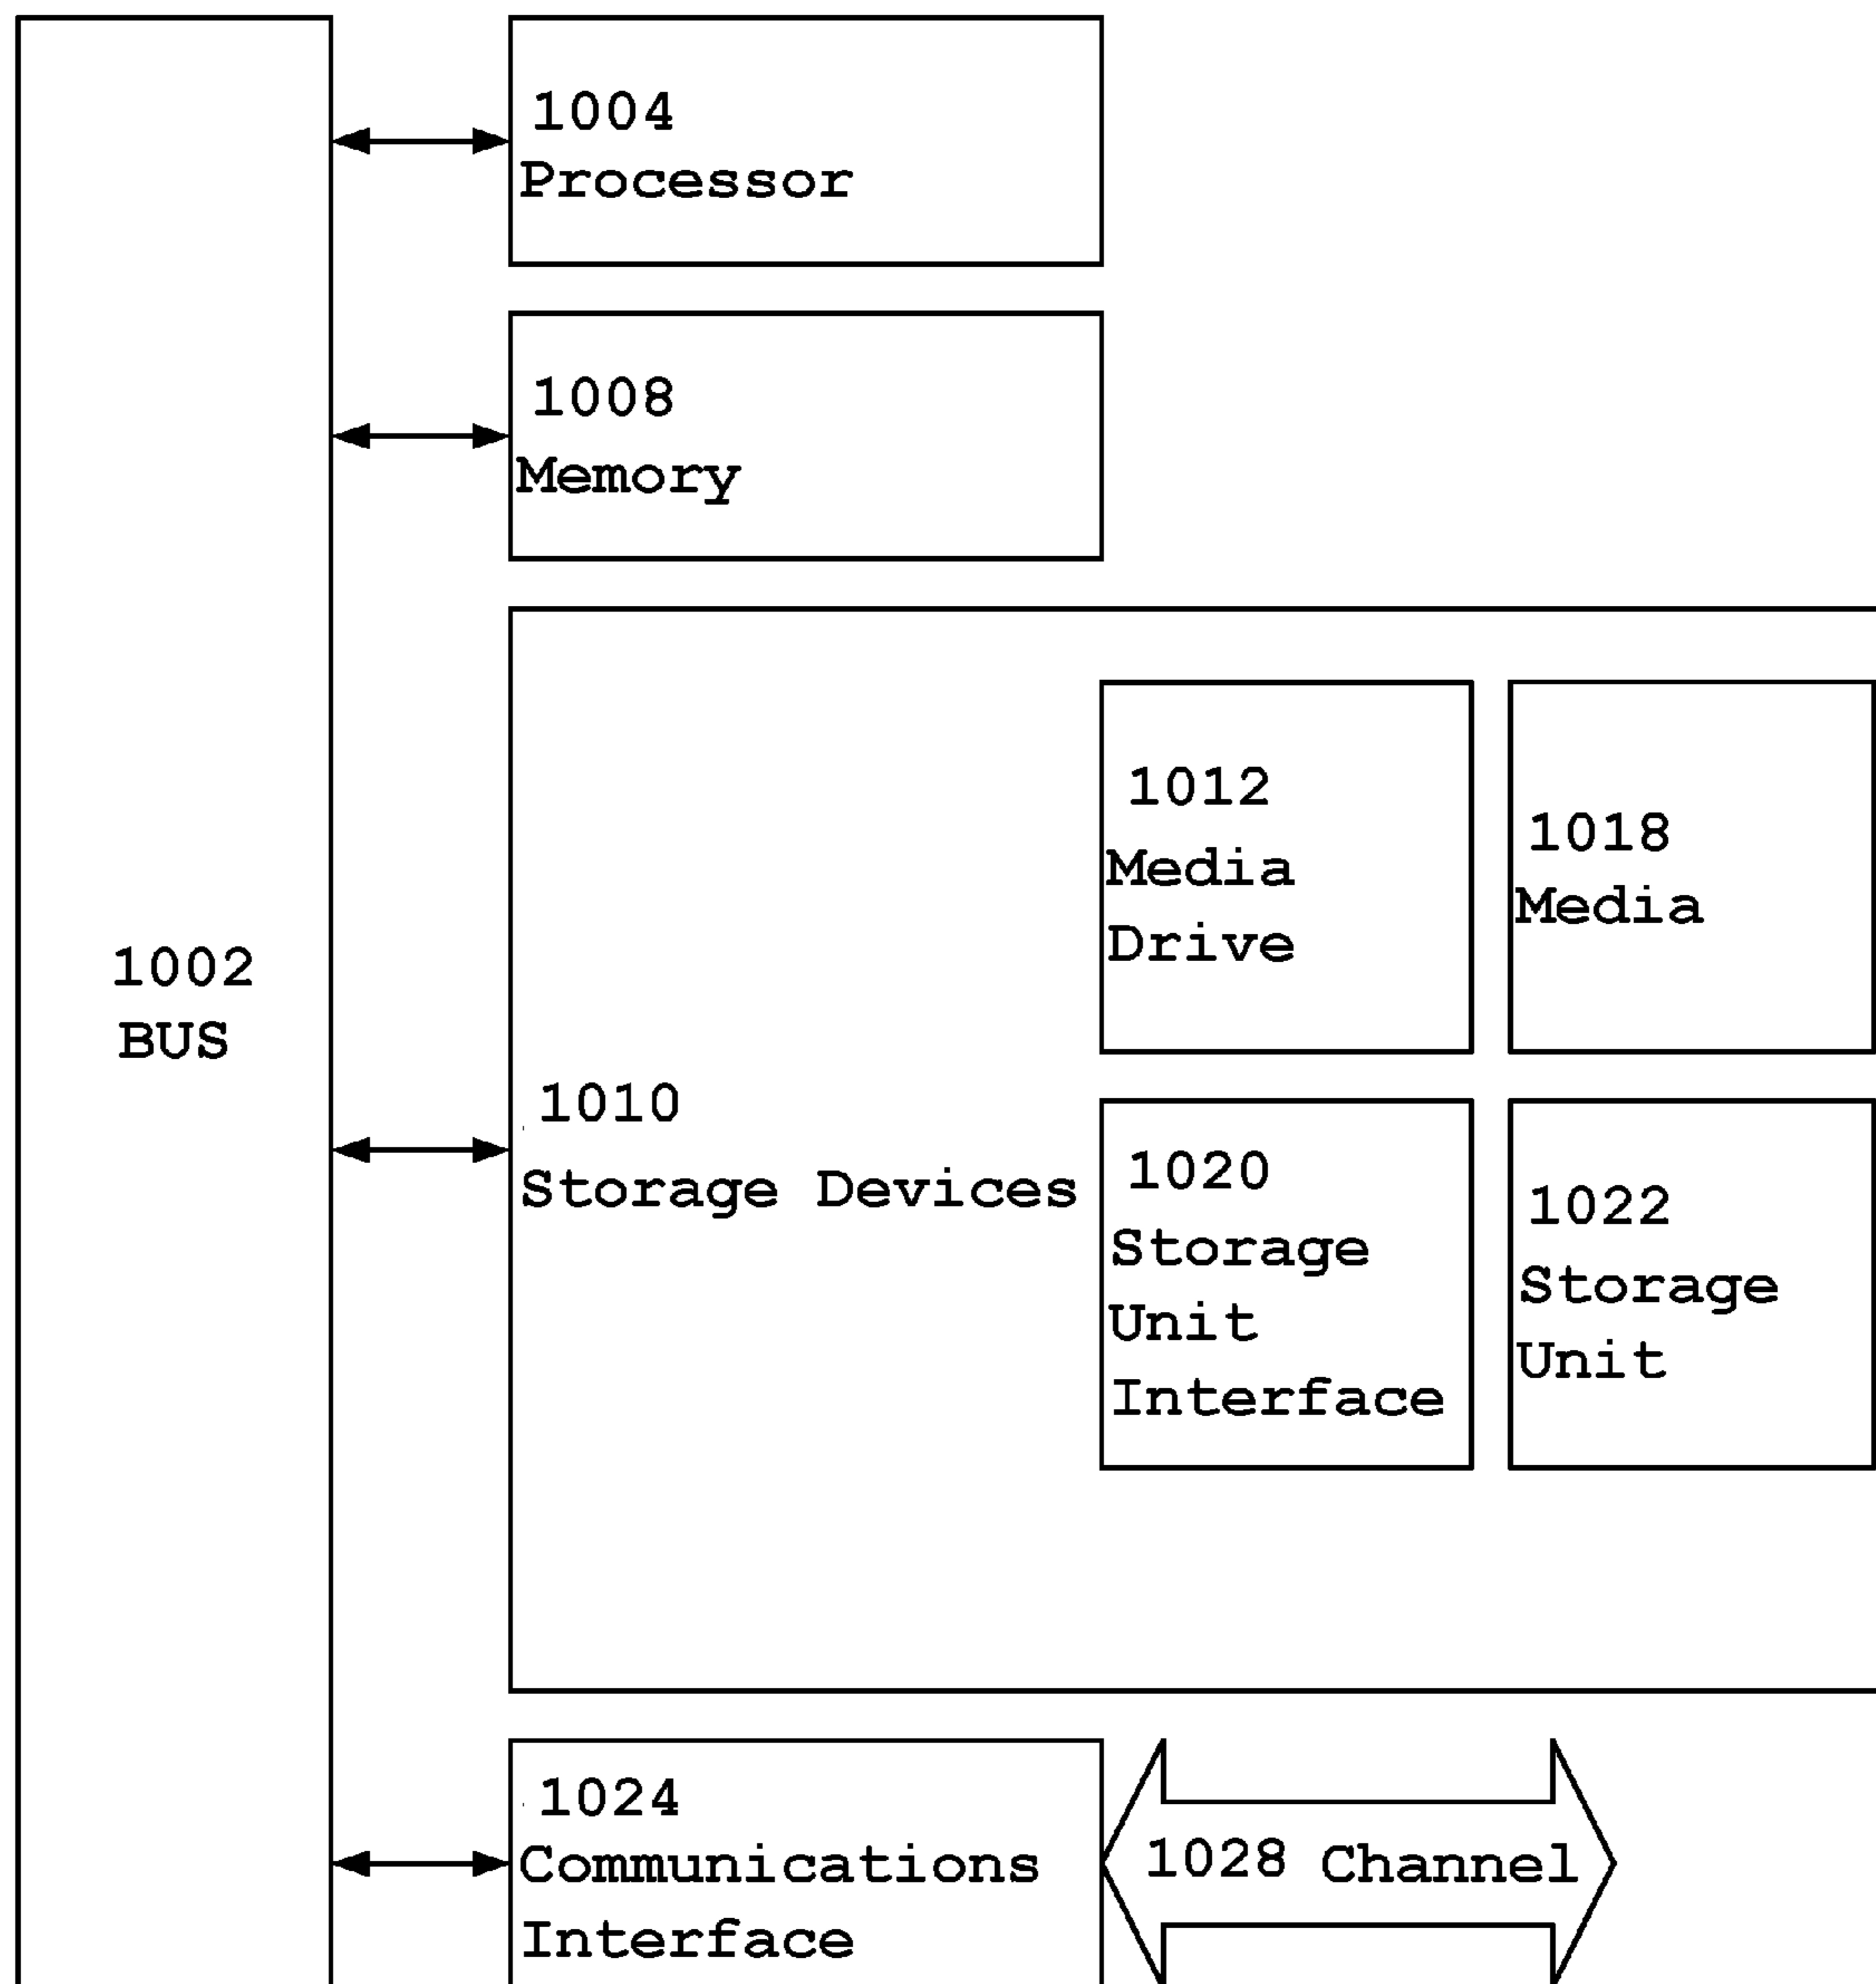 1004
Processor
1008
Memory
1002
BUS
1010
Storage Devices
1012
Media
Drive
1018
Media
1020
Storage
Unit
Interface
1022
Storage
Unit
1024
Communications
Interface
1028 Channel